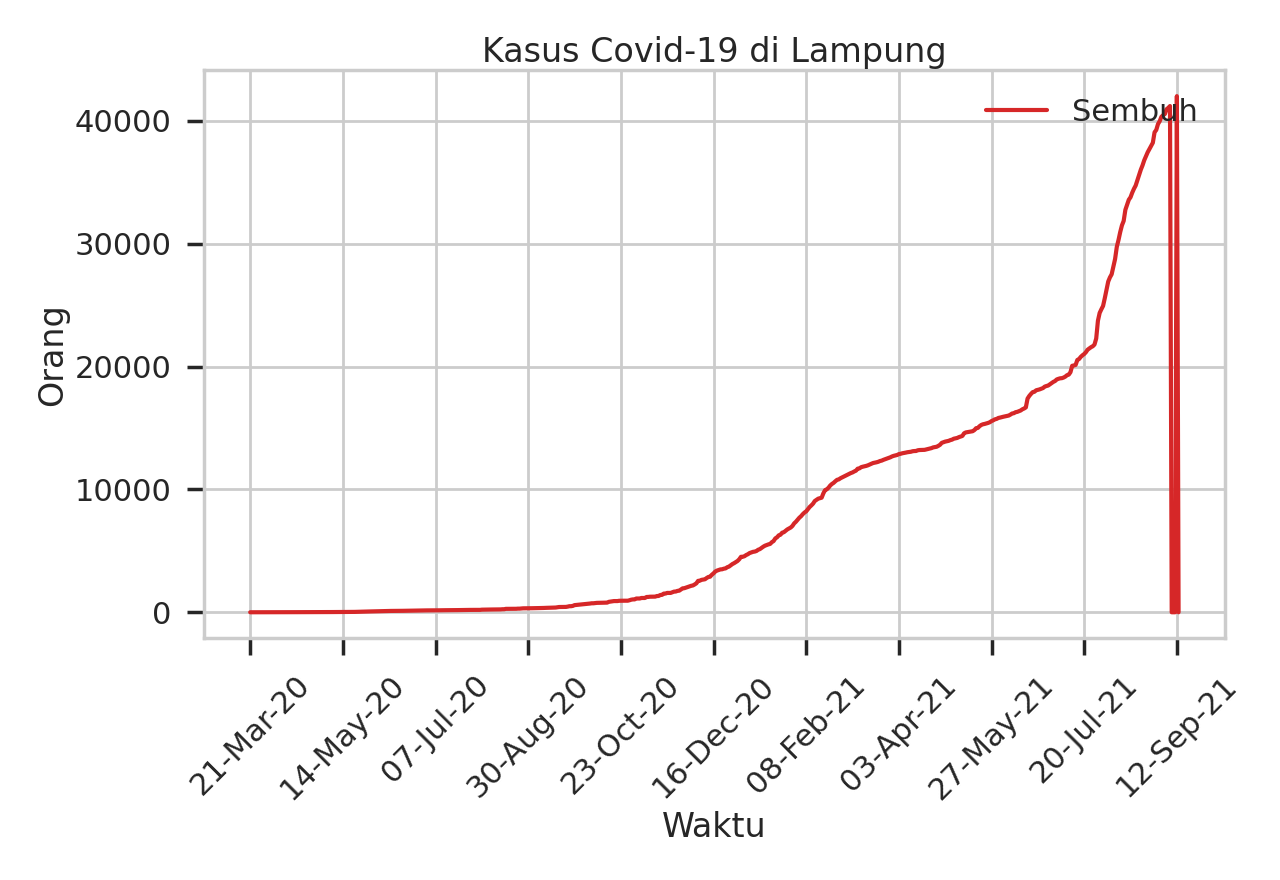 Kasus Covid-19 di Lampung
Sembuh
40000
30000
20000
10000
0
Orang
21-Mar-20
14-May-20
07-Jul-20
30-Aug-20
23-Oct-20
16-Dec-20
08-Feb-21
03-Apr-21
27-May-21
20-Jul-21
12-Sep-21
Waktu